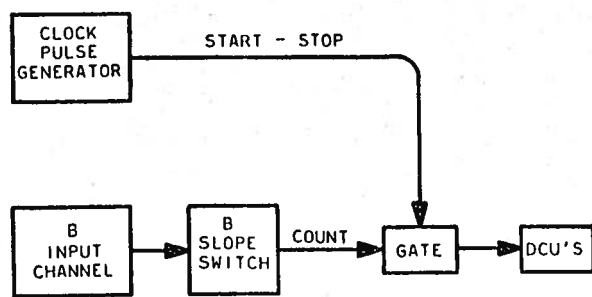 CLOCK
PULSE
GENERATOR
START - STOP
B
INPUT
CHANNEL
B
SLOPE
SWITCH
COUNT
GATE
DCU'S